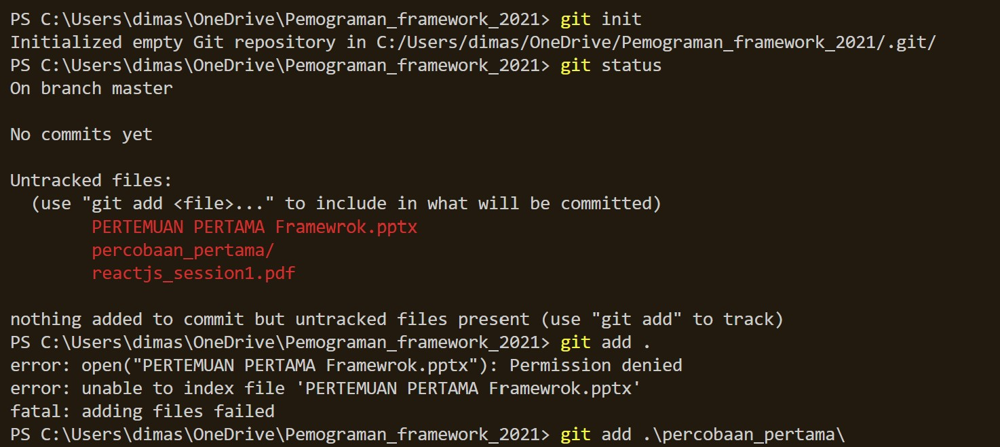 PS C:\Users\dimas\OneDrive\Pemograman_framework_2021> git init
Initialized empty Git repository in C:/Users/dimas/OneDrive/Pemograman_framework_2021/.git/
PS C:\Users\dimas\OneDrive\Pemograman_framework_2021> git status
On branch master
No commits yet
Untracked files:
  (use "git add <file>..." to include in what will be committed)
        PERTEMUAN PERTAMA Framewrok.pptx
        percobaan_pertama/
        reactjs_session1.pdf
nothing added to commit but untracked files present (use "git add" to track)
PS C:\Users\dimas\OneDrive\Pemograman_framework_2021> git add .
error: open("PERTEMUAN PERTAMA Framewrok.pptx"): Permission denied
error: unable to index file 'PERTEMUAN PERTAMA Framewrok.pptx'
fatal: adding files failed
PS C:\Users\dimas\OneDrive\Pemograman_framework_2021> git add .\percobaan_pertama\